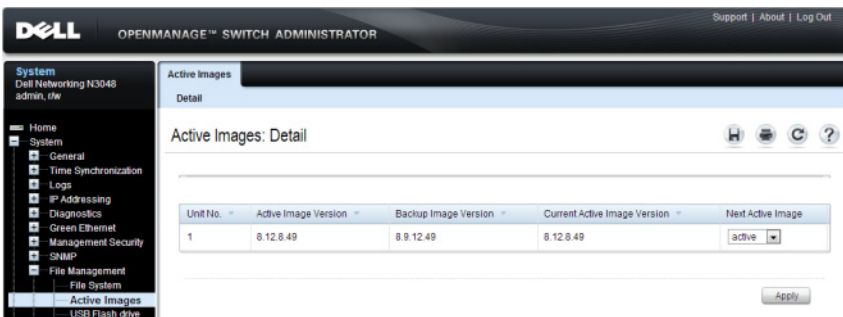 Support | About | Log Out
DELL
OPENMANAGE™ SWITCH ADMINISTRATOR
System
Dell Networking N3048
admin, r/w
Active Images
Detail
Home
System
General
Time Synchronization
Logs
IP Addressing
Diagnostics
Green Ethernet
Management Security
SNMP
File Management
File System
Active Images
USB Flash drive
Active Images: Detail
?
Unit No. Active Image Version Backup Image Version Current Active Image Version Next Active Image
1 8.12.8.49 8.9.12.49 8.12.8.49 active
Apply